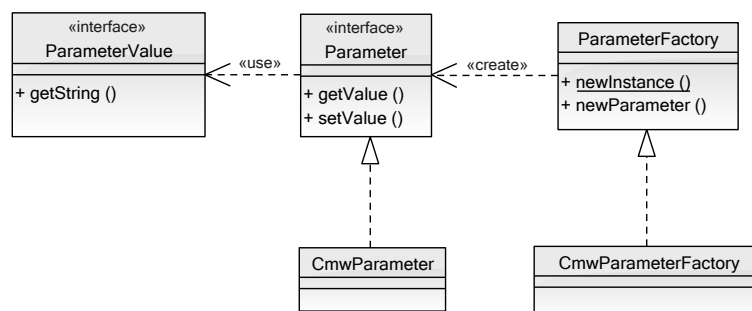 «interface»
ParameterValue
+ getString ()
«use»
«interface»
Parameter
+ getValue ()
+ setValue ()
«create»
ParameterFactory
+ newInstance ()
+ newParameter ()
CmwParameter
CmwParameterFactory